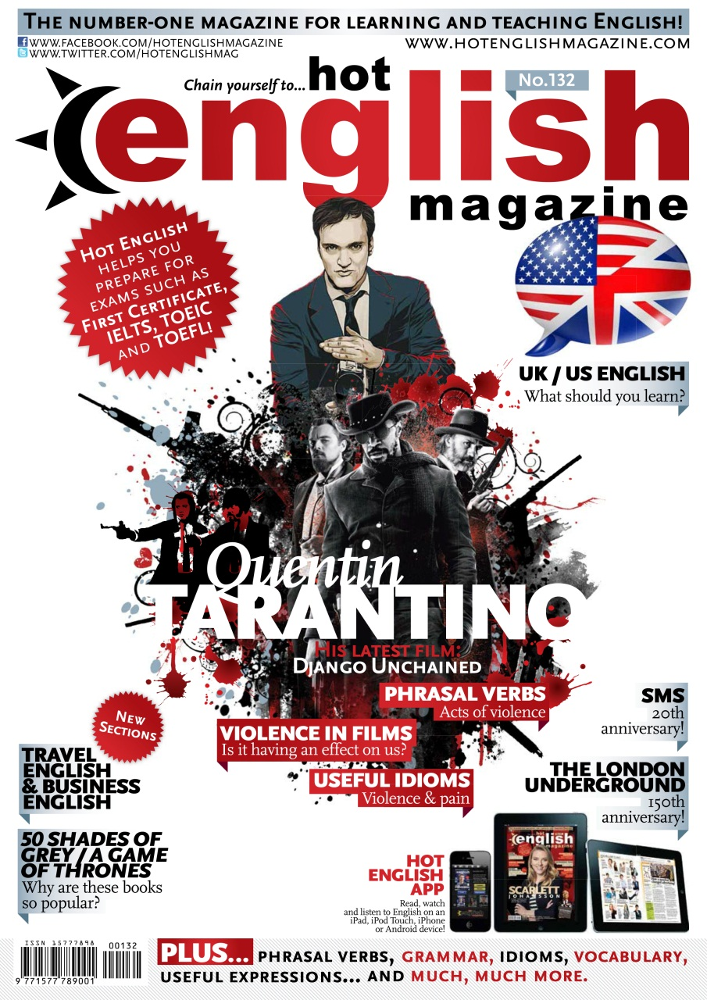 The number-one magazine for learning and teaching English!
www.facebook.com/hotenglishmagazine
www.twitter.com/hotenglishmag
www.hotenglishmagazine.com
Chain yourself to... hot
No.132
english
magazine
Hot English
helps you
prepare for
exams such as
First Certificate,
IELTS, TOEIC
and TOEFL!
UK / US ENGLISH
What should you learn?
Quentin
TARANTINO
His latest film:
Django Unchained
PHRASAL VERBS
Acts of violence
VIOLENCE IN FILMS
Is it having an effect on us?
USEFUL IDIOMS
Violence & pain
SMS
20th
anniversary!
THE LONDON
UNDERGROUND
150th
anniversary!
New
Sections
TRAVEL
ENGLISH
& BUSINESS
ENGLISH
50 SHADES OF
GREY / A GAME
OF THRONES
Why are these books
so popular?
HOT
ENGLISH
APP
Read, watch
and listen to English on an
iPad, iPod Touch, iPhone
or Android device!
english
magazine
SCARLETT
JOHANSSON
ISSN 15777898
00132
9 771577 789001
PLUS... PHRASAL VERBS, GRAMMAR, IDIOMS, VOCABULARY,
USEFUL EXPRESSIONS... AND MUCH, MUCH MORE.